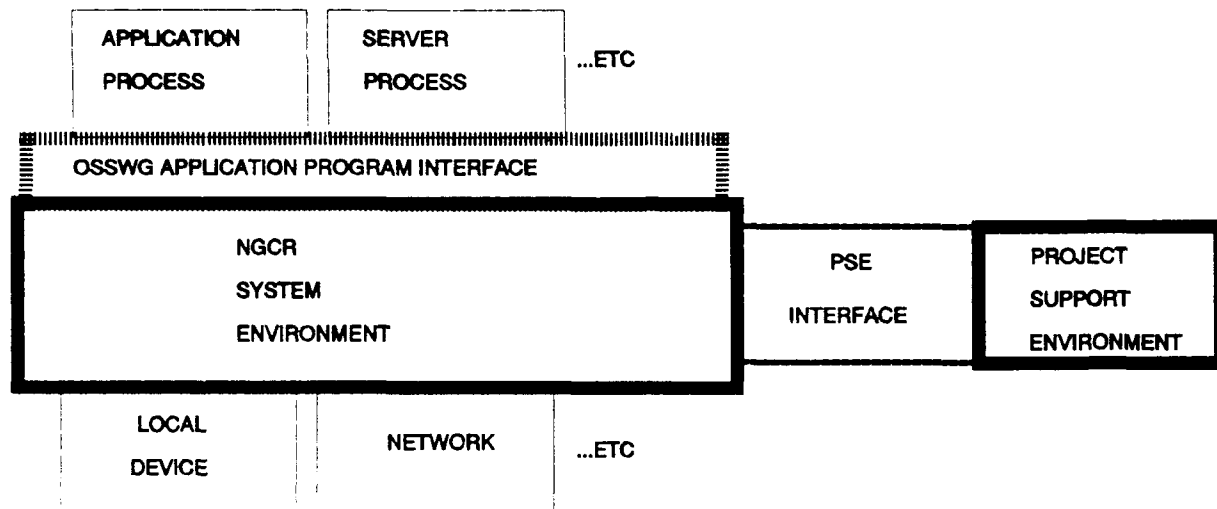 APPLICATION
PROCESS
SERVER
PROCESS
...ETC
OSSWG APPLICATION PROGRAM INTERFACE
NGCR
SYSTEM
ENVIRONMENT
PSE
INTERFACE
PROJECT
SUPPORT
ENVIRONMENT
LOCAL
DEVICE
NETWORK
...ETC